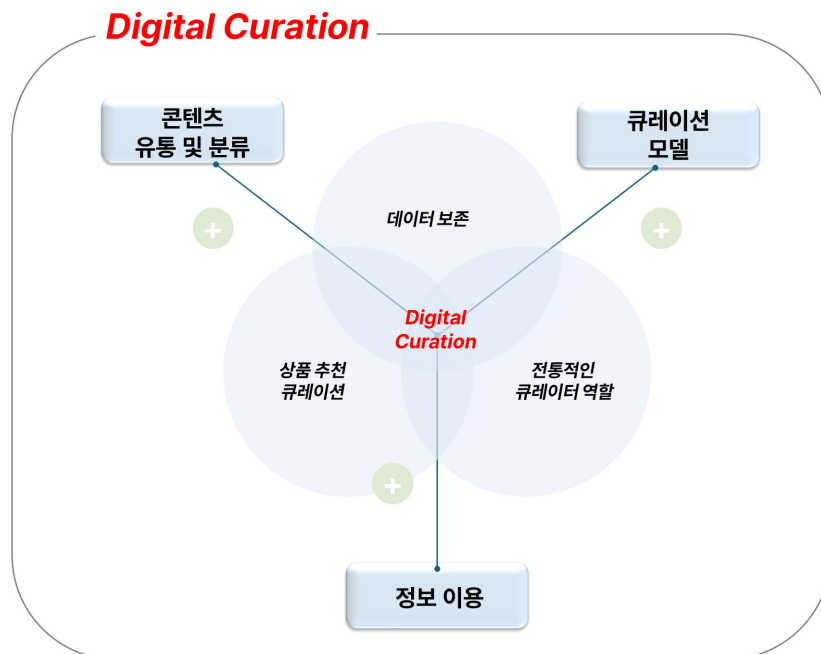 Digital Curation
콘텐츠
유통 및 분류
큐레이션
모델
데이터 보존
+
+
Digital
Curation
상품 추천
큐레이션
전통적인
큐레이터 역할
+
정보 이용